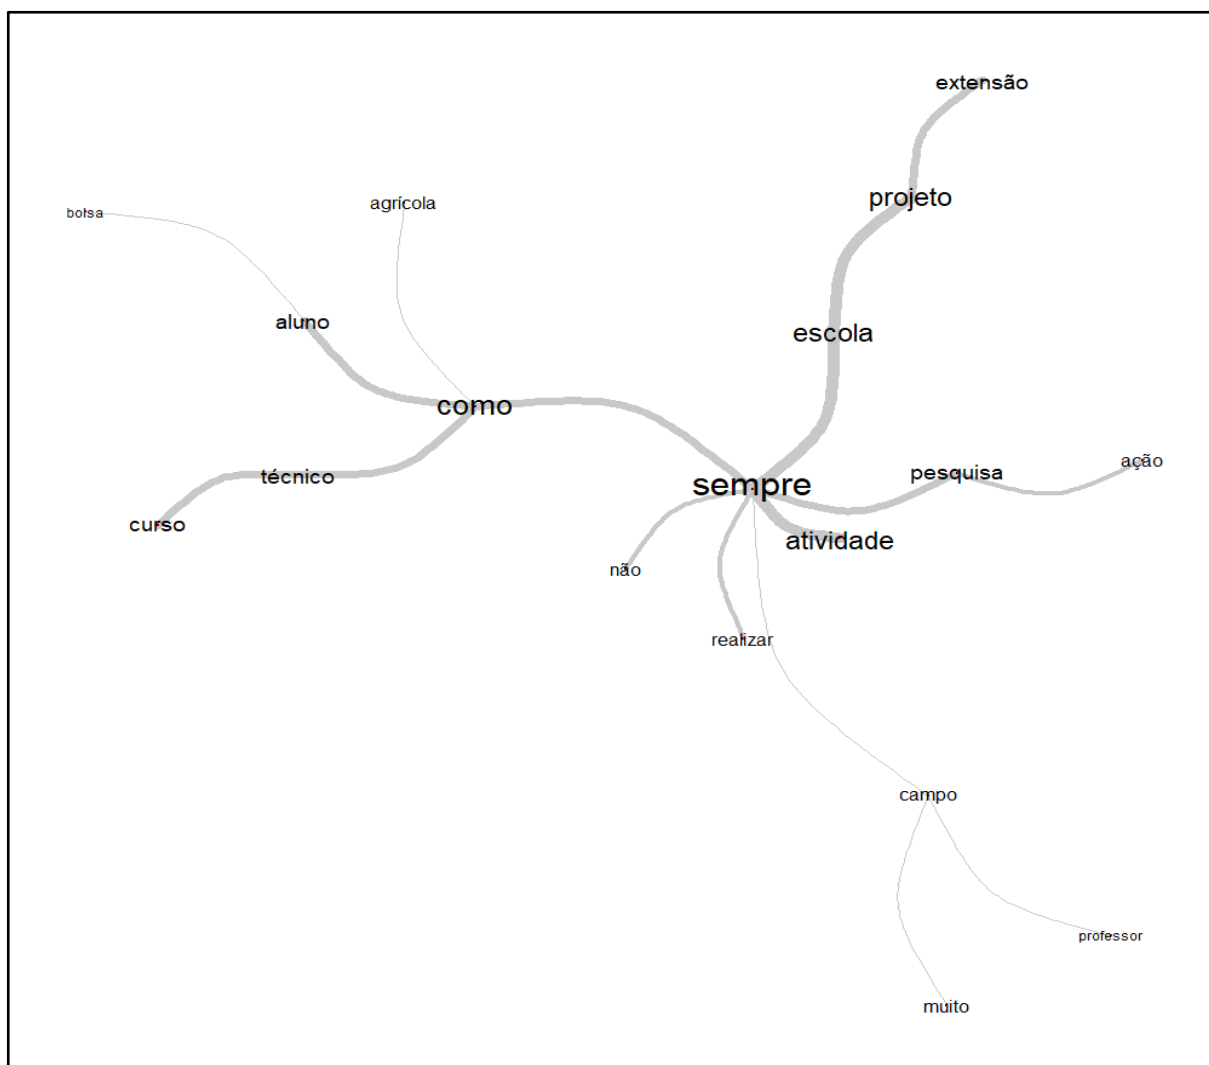 extensão
projeto
agrícola
bolsa
aluno
escola
como
pesquisa
ação
técnico
sempre
curso
atividade
não
realizar
campo
professor
muito